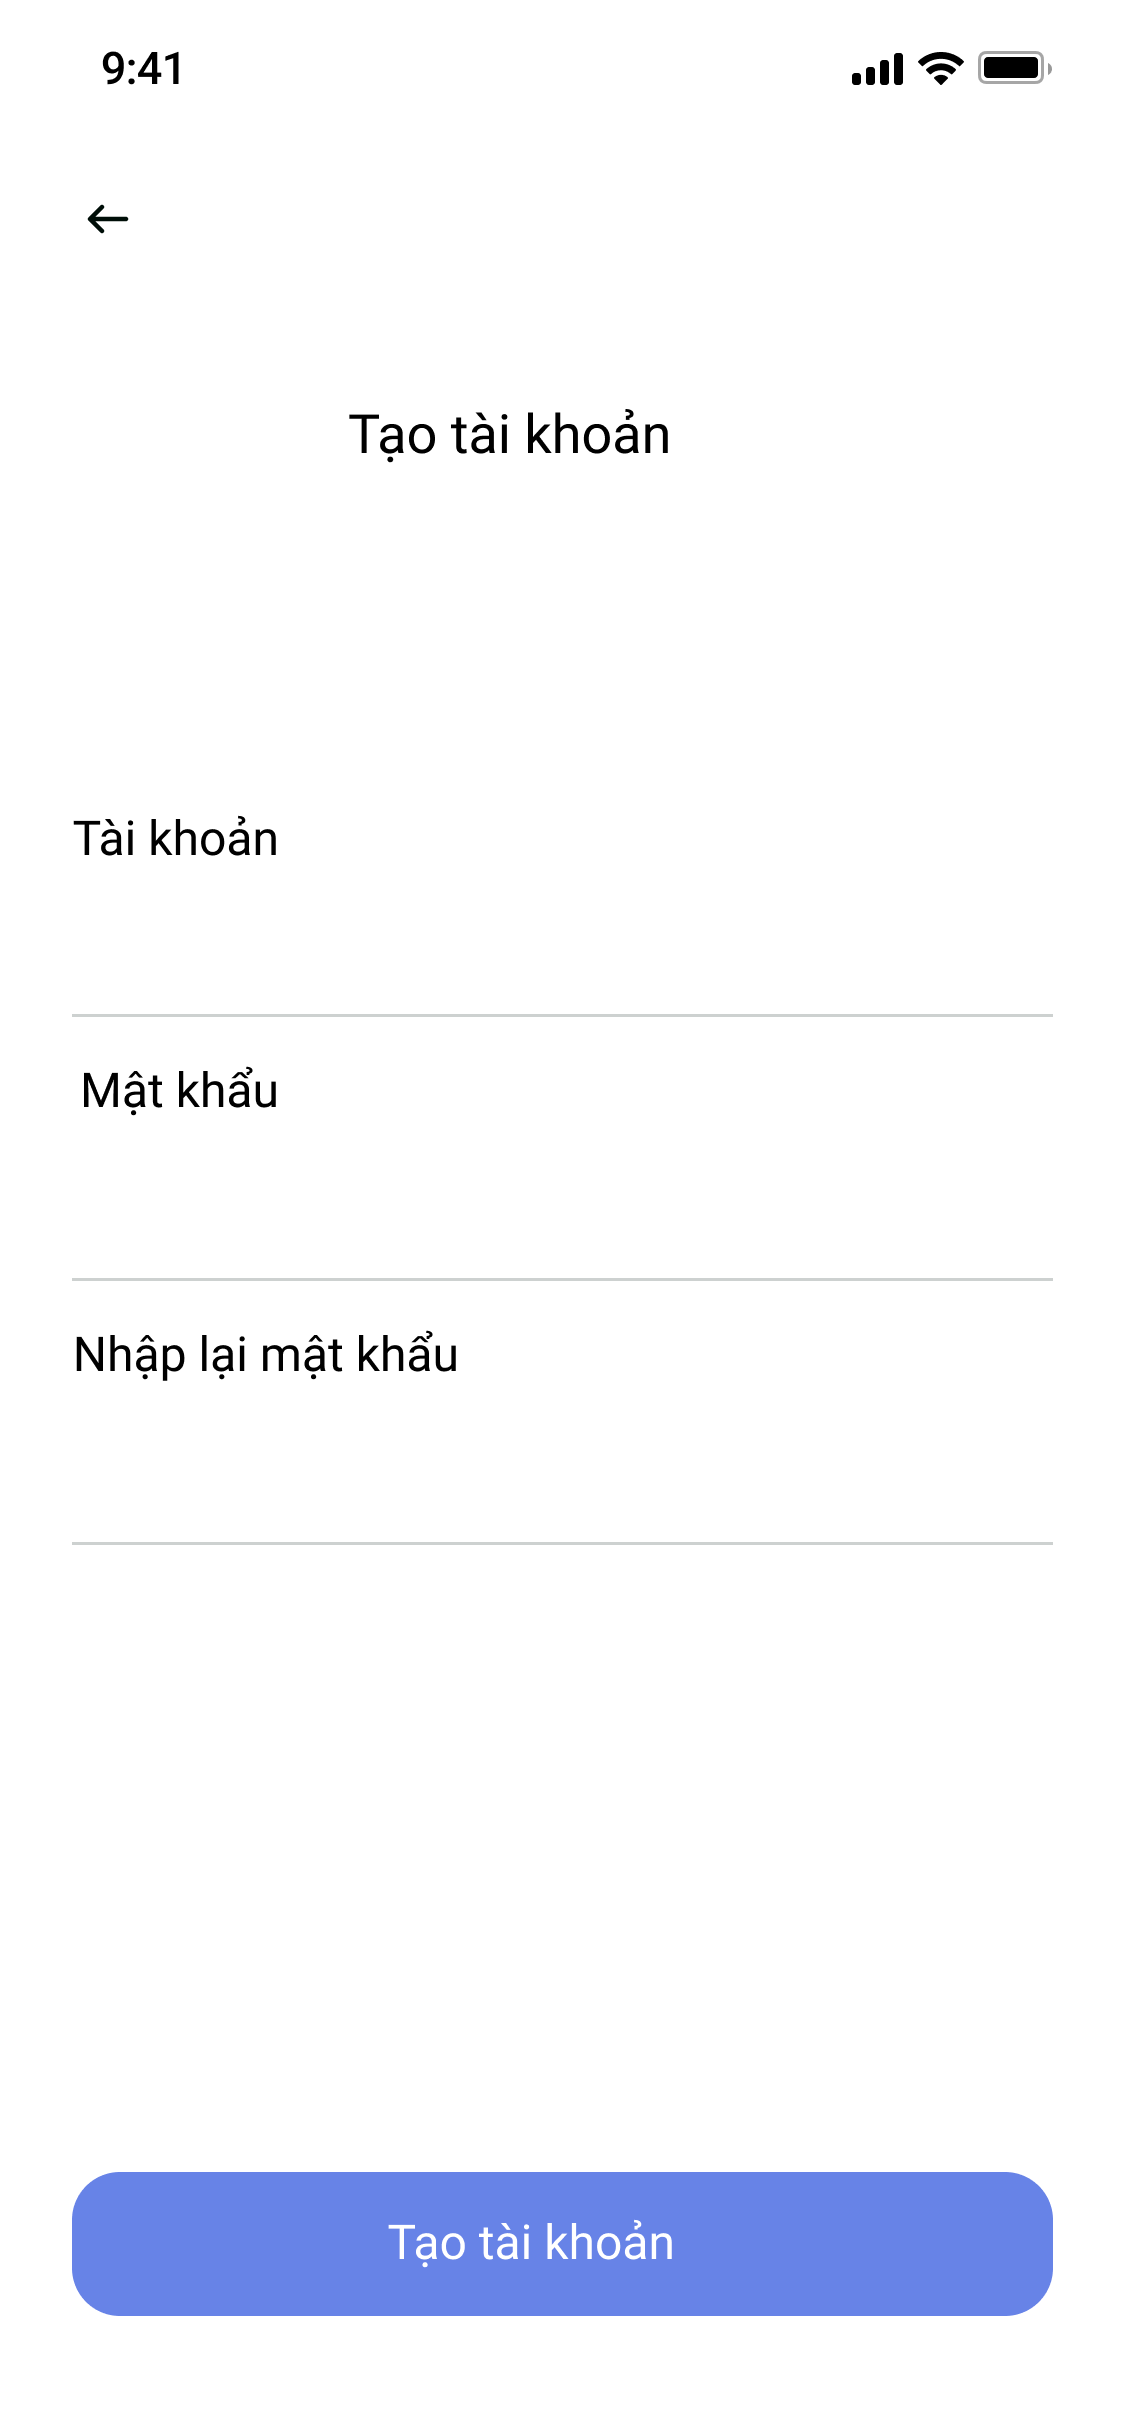 9:41
Tạo tài khoản
Tài khoản
Mật khẩu
Nhập lại mật khẩu
Tạo tài khoản